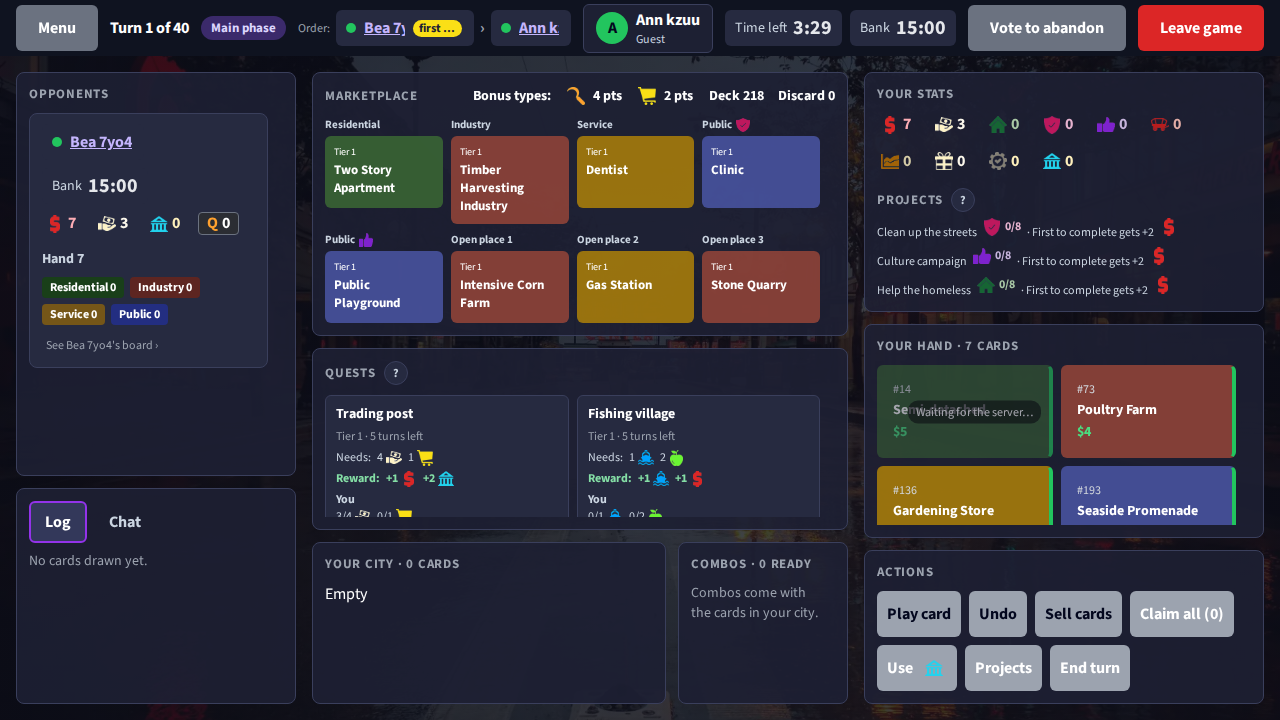 Menu
Turn 1 of 40
Main phase
Order:
Bea 7y
first ...
›
Ann k
A
Ann kzuu
Guest
Time left 3:29
Bank 15:00
Vote to abandon
Leave game
OPPONENTS
Bea 7yo4
Bank 15:00
7 3 0 Q 0
Hand 7
Residential 0 Industry 0
Service 0 Public 0
See Bea 7yo4's board ›
Log Chat
No cards drawn yet.
MARKETPLACE
Bonus types: 4 pts 2 pts Deck 218 Discard 0
Residential Industry Service Public
Tier 1
Two Story
Apartment
Tier 1
Timber
Harvesting
Industry
Tier 1
Dentist
Tier 1
Clinic
Public Open place 1 Open place 2 Open place 3
Tier 1
Public
Playground
Tier 1
Intensive Corn
Farm
Tier 1
Gas Station
Tier 1
Stone Quarry
QUESTS ?
Trading post
Tier 1 · 5 turns left
Needs: 4 1
Reward: +1 +2
You
3/4 0/1
Fishing village
Tier 1 · 5 turns left
Needs: 1 2
Reward: +1 +1
You
0/1 0/2
YOUR CITY · 0 CARDS
Empty
COMBOS · 0 READY
Combos come with
the cards in your city.
YOUR STATS
7 3 0 0 0 0
0 0 0 0
PROJECTS ?
Clean up the streets 0/8 · First to complete gets +2
Culture campaign 0/8 · First to complete gets +2
Help the homeless 0/8 · First to complete gets +2
YOUR HAND · 7 CARDS
#14
Waiting for the server...
$5
#73
Poultry Farm
$4
#136
Gardening Store
#193
Seaside Promenade
ACTIONS
Play card Undo Sell cards Claim all (0)
Use Projects End turn